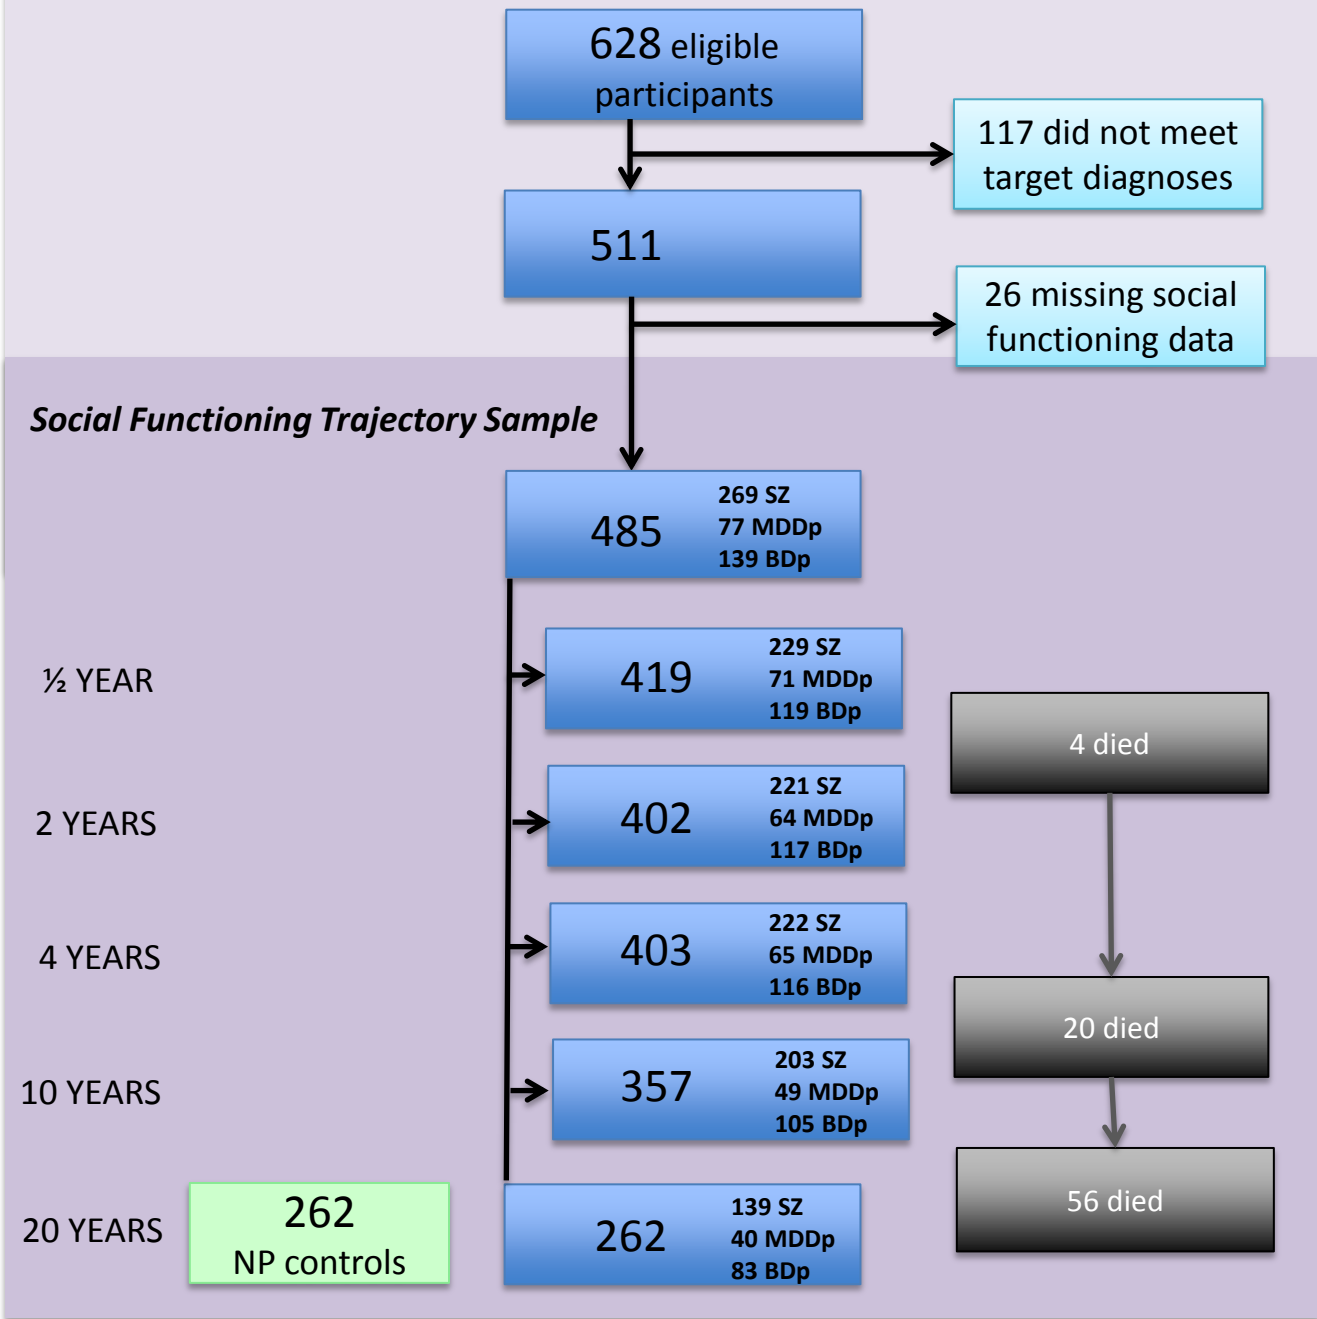 628 eligible
participants
117 did not meet
target diagnoses
511
26 missing social
functioning data
Social Functioning Trajectory Sample
485
269 SZ
77 MDDp
139 BDp
½ YEAR
419
229 SZ
71 MDDp
119 BDp
4 died
2 YEARS
402
221 SZ
64 MDDp
117 BDp
4 YEARS
403
222 SZ
65 MDDp
116 BDp
20 died
10 YEARS
357
203 SZ
49 MDDp
105 BDp
20 YEARS
262
NP controls
262
139 SZ
40 MDDp
83 BDp
56 died